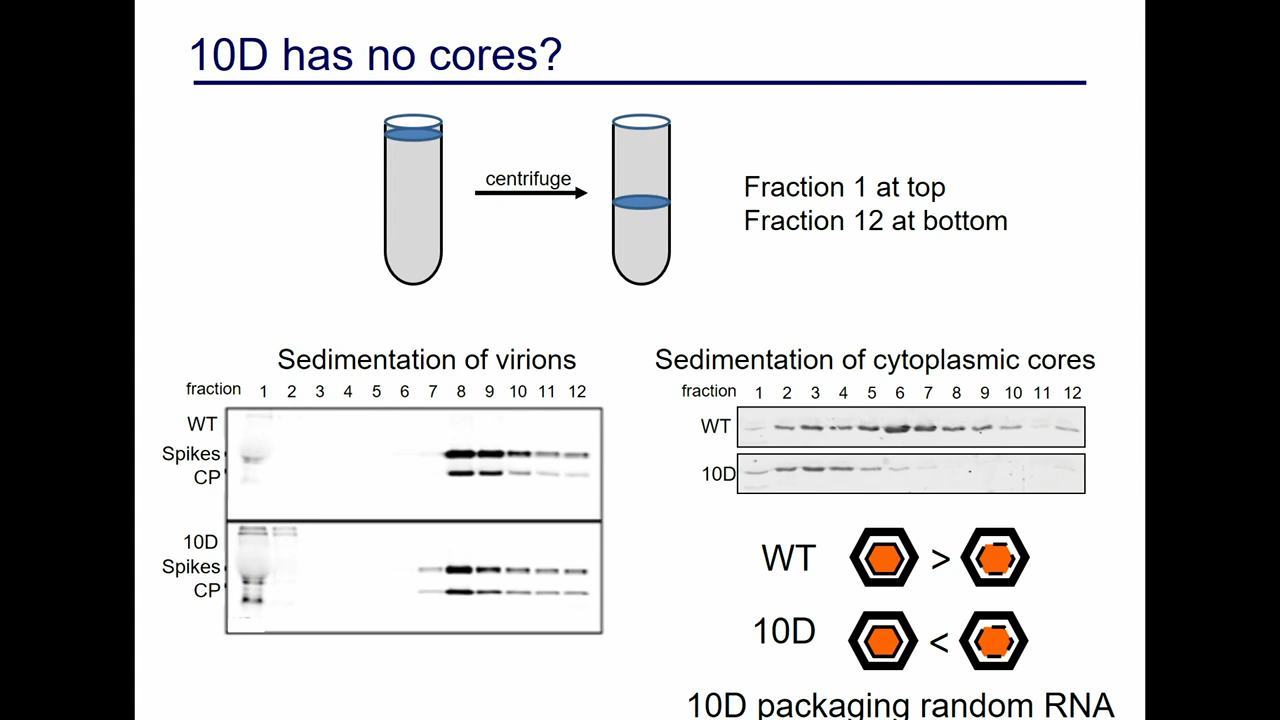 10D has no cores?
centrifuge
Fraction 1 at top
Fraction 12 at bottom
Sedimentation of virions
fraction 1 2 3 4 5 6 7 8 9 10 11 12
WT
Spikes
CP
10D
Spikes
CP
Sedimentation of cytoplasmic cores
fraction 1 2 3 4 5 6 7 8 9 10 11 12
WT
10D
WT >
10D <
10D packaging random RNA